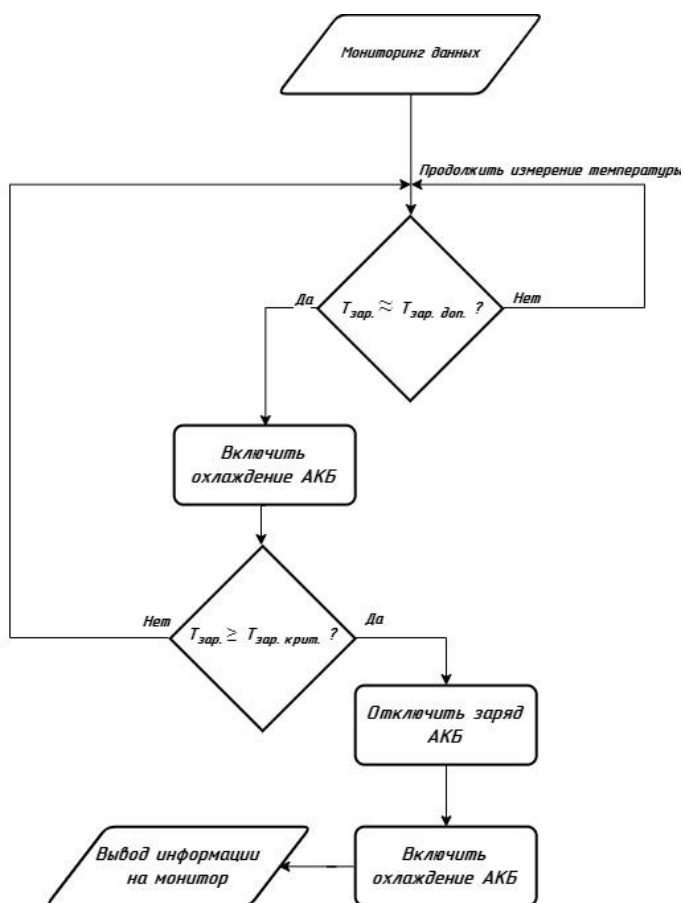 Мониторинг данных
Продолжить измерение температуры
Да
Tзар. ≈ Tзар. доп. ?
Нет
Включить
охлаждение АКБ
Нет
Tзар. ≥ Tзар. крит. ?
Да
Отключить заряд
АКБ
Вывод информации
на монитор
Включить
охлаждение АКБ